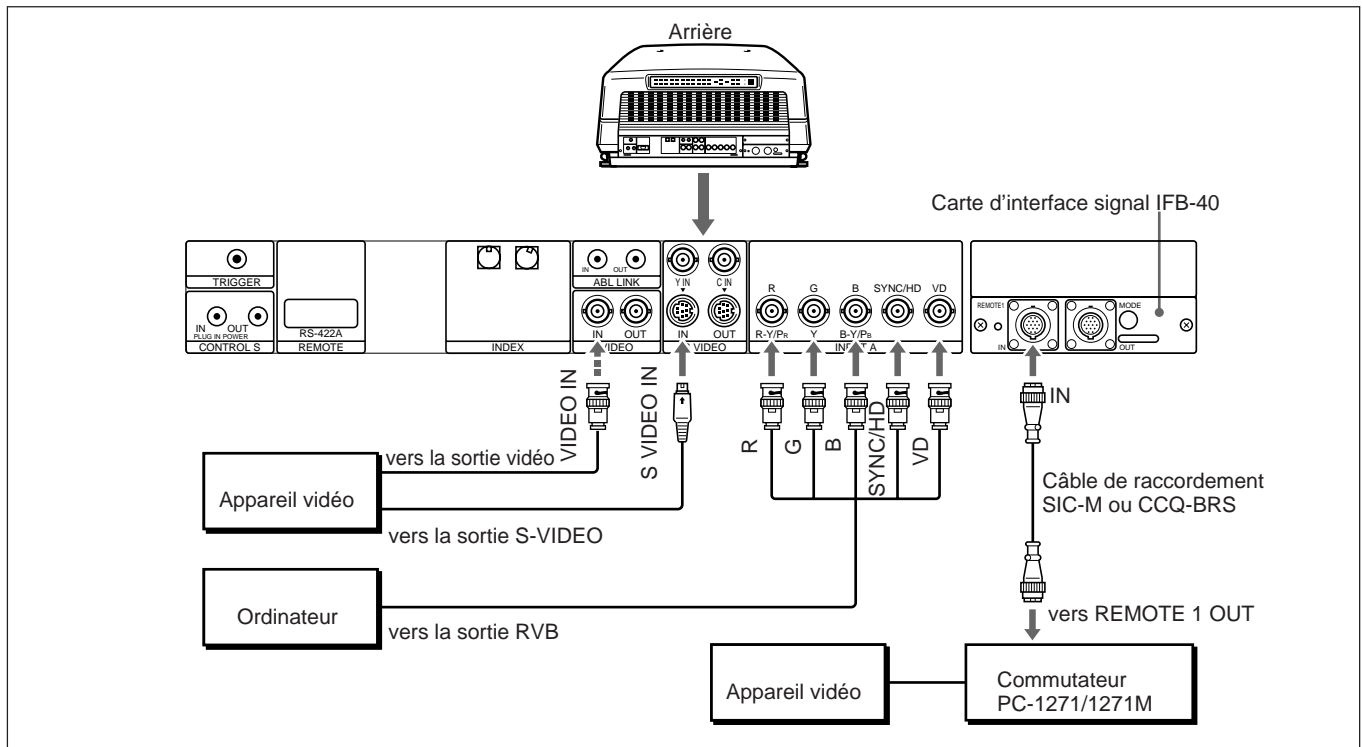 Arrière
Carte d'interface signal IFB-40
TRIGGER
IN OUT
PLUG IN POWER
CONTROL S
RS-422A
REMOTE
INDEX
IN OUT
ABL LINK
IN OUT
VIDEO
Y IN C IN
IN OUT
VIDEO
R G B SYNC/HD VD
R-Y/PR Y B-Y/PB
INPUT A
REMOTE1
IN
MODE
OUT
VIDEO IN
S VIDEO IN
R
G
B
SYNC/HD
VD
IN
vers la sortie vidéo
Appareil vidéo
vers la sortie S-VIDEO
Câble de raccordement
SIC-M ou CCQ-BRS
Ordinateur
vers la sortie RVB
vers REMOTE 1 OUT
Appareil vidéo
Commutateur
PC-1271/1271M